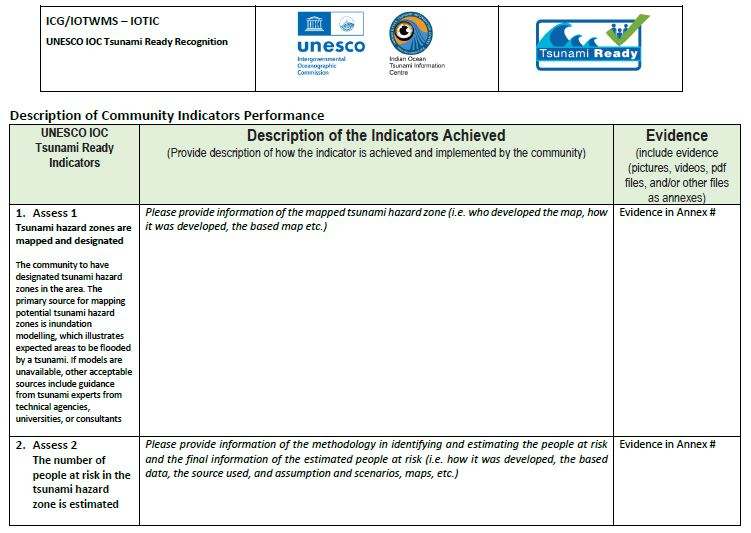 ICG/IOTWMS – IOTIC
UNESCO IOC Tsunami Ready Recognition
unesco
Intergovernmental
Oceanographic
Commission
Indian Ocean
Tsunami Information
Centre
Tsunami Ready
Description of Community Indicators Performance
UNESCO IOC
Tsunami Ready
Indicators
Description of the Indicators Achieved
(Provide description of how the indicator is achieved and implemented by the community)
Evidence
(include evidence
(pictures, videos, pdf
files, and/or other files
as annexes)
1. Assess 1
Tsunami hazard zones are
mapped and designated
The community to have
designated tsunami hazard
zones in the area. The
primary source for mapping
potential tsunami hazard
zones is inundation
modelling, which illustrates
expected areas to be flooded
by a tsunami. If models are
unavailable, other acceptable
sources include guidance
from tsunami experts from
technical agencies,
universities, or consultants
Please provide information of the mapped tsunami hazard zone (i.e. who developed the map, how
it was developed, the based map etc.)
Evidence in Annex #
2. Assess 2
The number of
people at risk in the
tsunami hazard
zone is estimated
Please provide information of the methodology in identifying and estimating the people at risk
and the final information of the estimated people at risk (i.e. how it was developed, the based
data, the source used, and assumption and scenarios, maps, etc.)
Evidence in Annex #